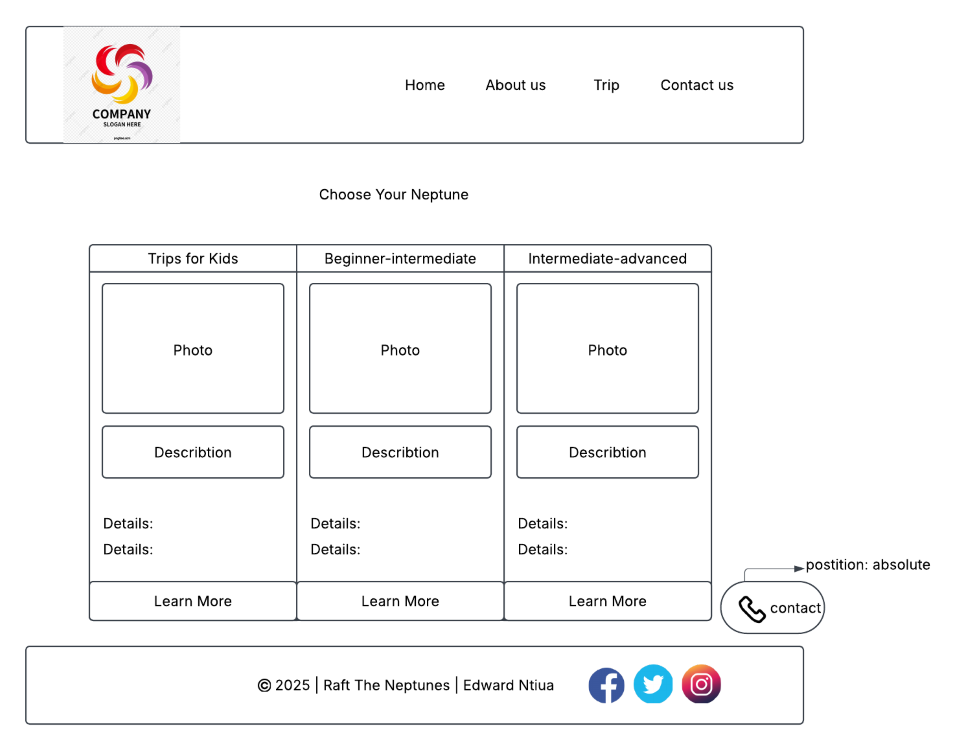 COMPANY
SLOGAN HERE
pngtree.com
Home About us Trip Contact us
Choose Your Neptune
Trips for Kids Beginner-intermediate Intermediate-advanced
Photo Photo Photo
Describtion Describtion Describtion
Details: Details: Details:
Details: Details: Details:
postition: absolute
Learn More Learn More Learn More
contact
© 2025 | Raft The Neptunes | Edward Ntiua